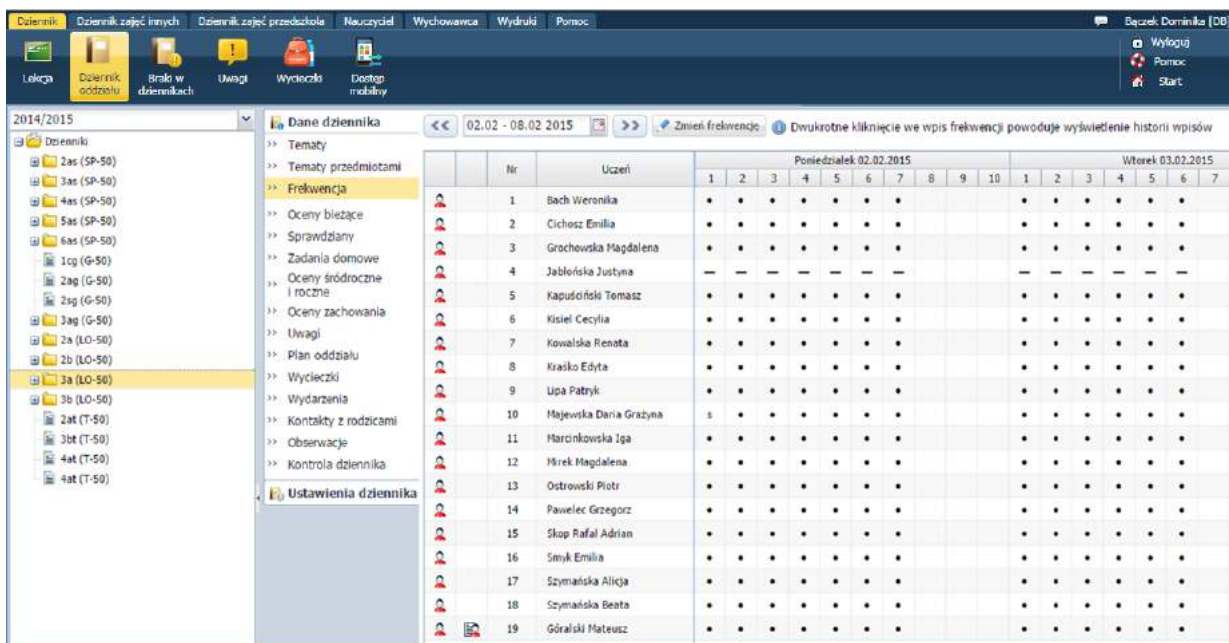 Dziennik Dziennik zajęć innych Dziennik zajęć przedszkola Nauczyciel Wychowawca Wydruki Pomoc Bączek Dominika [DB
Lekcja Dziennik oddziału Braki w dziennikach Uwagi Wycieczki Dostęp mobilny
Wyloguj
Pomoc
Start
2014/2015
Dzienniki
2as (SP-50)
3as (SP-50)
4as (SP-50)
5as (SP-50)
6as (SP-50)
1cg (G-50)
2ag (G-50)
2sg (G-50)
3ag (G-50)
2a (LO-50)
2b (LO-50)
3a (LO-50)
3b (LO-50)
2at (T-50)
3bt (T-50)
4at (T-50)
4at (T-50)
Dane dziennika
>> Tematy
>> Tematy przedmiotami
>> Frekwencja
>> Oceny bieżące
>> Sprawdziany
>> Zadania domowe
>> Oceny śródroczne
i roczne
>> Oceny zachowania
>> Uwagi
>> Plan oddziału
>> Wycieczki
>> Wydarzenia
>> Kontakty z rodzicami
>> Obserwacje
>> Kontrola dziennika
Ustawienia dziennika
<< 02.02 - 08.02 2015 >> Zmień frekwencję Dwukrotne kliknięcie we wpis frekwencji powoduje wyświetlenie historii wpisów
Nr Uczeń Poniedziałek 02.02.2015 Wtorek 03.02.2015
1 2 3 4 5 6 7 8 9 10 1 2 3 4 5 6 7
1 Bach Weronika • • • • • • • • • • • • •
2 Cichosz Emilia • • • • • • • • • • • • •
3 Grochowska Magdalena • • • • • • • • • • • • •
4 Jabłońska Justyna — — — — — — — — — — — — —
5 Kapuściński Tomasz • • • • • • • • • • • • •
6 Kisiel Cecylia • • • • • • • • • • • • •
7 Kowalska Renata • • • • • • • • • • • • •
8 Kraśko Edyta • • • • • • • • • • • • •
9 Lipa Patryk • • • • • • • • • • • • •
10 Majewska Daria Grażyna s • • • • • • • • • • • •
11 Marcinkowska Iga • • • • • • • • • • • • •
12 Mirek Magdalena • • • • • • • • • • • • •
13 Ostrowski Piotr • • • • • • • • • • • • •
14 Pawelec Grzegorz • • • • • • • • • • • • •
15 Skop Rafał Adrian • • • • • • • • • • • • •
16 Smyk Emilia • • • • • • • • • • • • •
17 Szymańska Alicja • • • • • • • • • • • • •
18 Szymańska Beata • • • • • • • • • • • • •
19 Góralski Mateusz • • • • • • • • • • • • •